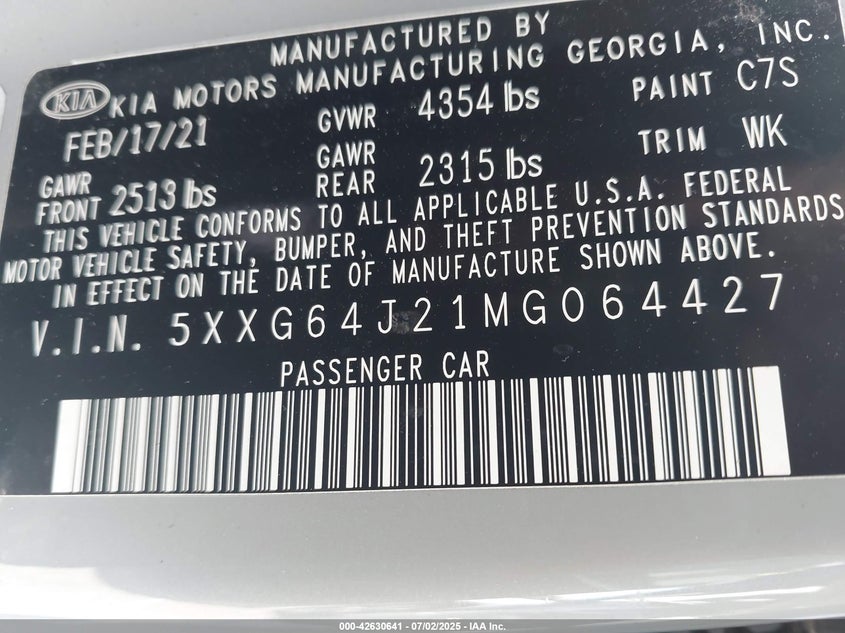 MANUFACTURED BY
KIA KIA MOTORS MANUFACTURING GEORGIA, INC.
FEB/17/21 GVWR 4354 lbs PAINT C7S
GAWR FRONT 2513 lbs GAWR REAR 2315 lbs TRIM WK
THIS VEHICLE CONFORMS TO ALL APPLICABLE U.S.A. FEDERAL
MOTOR VEHICLE SAFETY, BUMPER, AND THEFT PREVENTION STANDARDS
IN EFFECT ON THE DATE OF MANUFACTURE SHOWN ABOVE.
V.I.N. 5XXG64J21MG064427
PASSENGER CAR
000-42630641 - 07/02/2025 - IAA Inc.